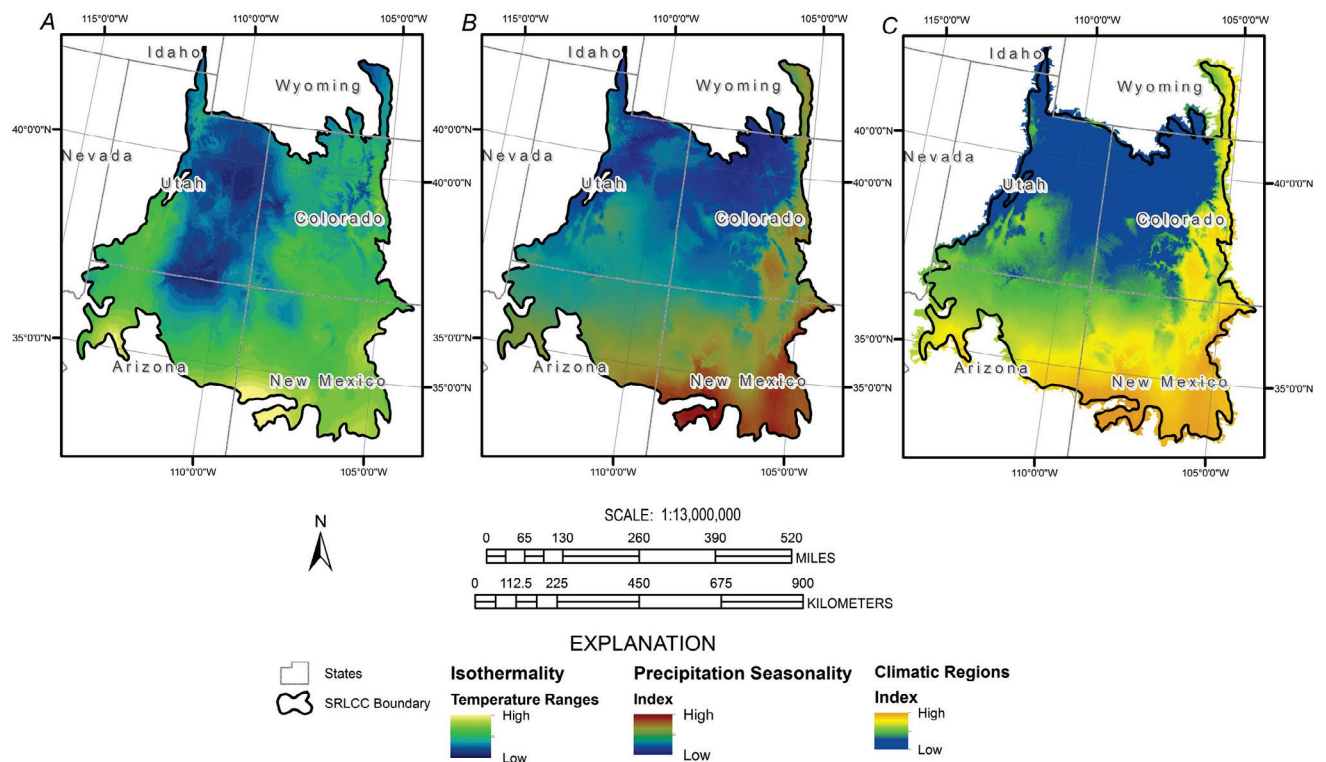 A
115°0'0"W
110°0'0"W
105°0'0"W
Idaho
Wyoming
40°0'0"N
40°0'0"N
Nevada
Utah
Colorado
35°0'0"N
35°0'0"N
Arizona
New Mexico
110°0'0"W
105°0'0"W
B
115°0'0"W
110°0'0"W
105°0'0"W
Idaho
Wyoming
40°0'0"N
40°0'0"N
Nevada
Utah
Colorado
35°0'0"N
35°0'0"N
Arizona
New Mexico
110°0'0"W
105°0'0"W
C
115°0'0"W
110°0'0"W
105°0'0"W
Idaho
Wyoming
40°0'0"N
40°0'0"N
Nevada
Utah
Colorado
35°0'0"N
35°0'0"N
Arizona
New Mexico
110°0'0"W
105°0'0"W
N
SCALE: 1:13,000,000
0 65 130 260 390 520
MILES
0 112.5 225 450 675 900
KILOMETERS
EXPLANATION
States
SRLCC Boundary
Isothermality
Temperature Ranges
High
Low
Precipitation Seasonality
Index
High
Low
Climatic Regions
Index
High
Low